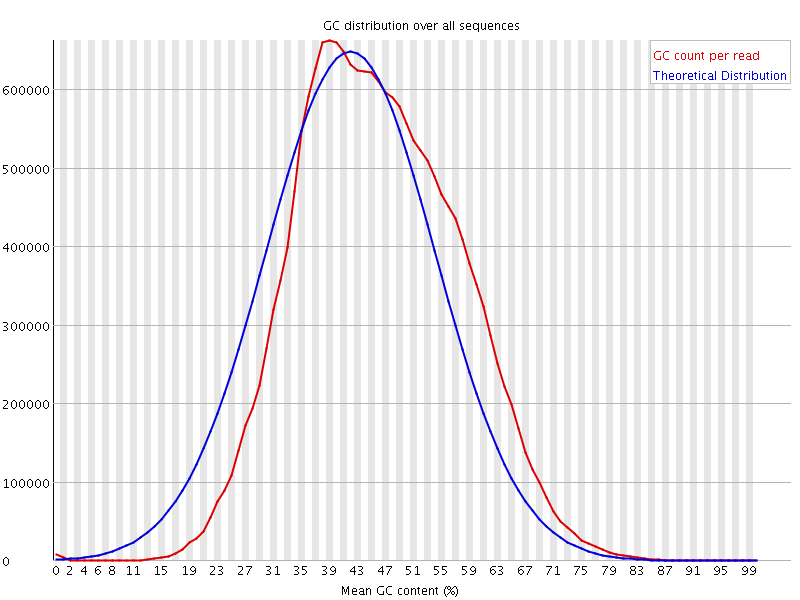 GC distribution over all sequences
GC count per read
Theoretical Distribution
600000
500000
400000
300000
200000
100000
0
0 2 4 6 8 11 15 19 23 27 31 35 39 43 47 51 55 59 63 67 71 75 79 83 87 91 95 99
Mean GC content (%)